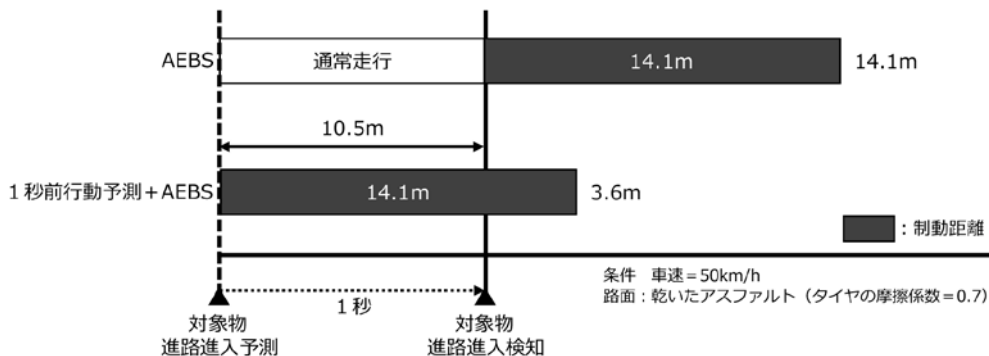 AEBS
通常走行
14.1m
14.1m
10.5m
1秒前行動予測+AEBS
14.1m
3.6m
:制動距離
条件 車速=50km/h
路面:乾いたアスファルト(タイヤの摩擦係数=0.7)
1秒
対象物
進路進入予測
対象物
進路進入検知